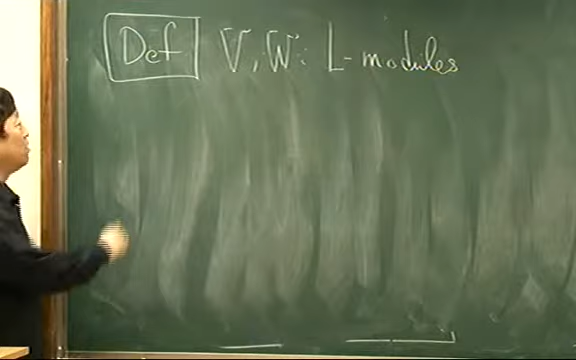 Def V, W : L-modules